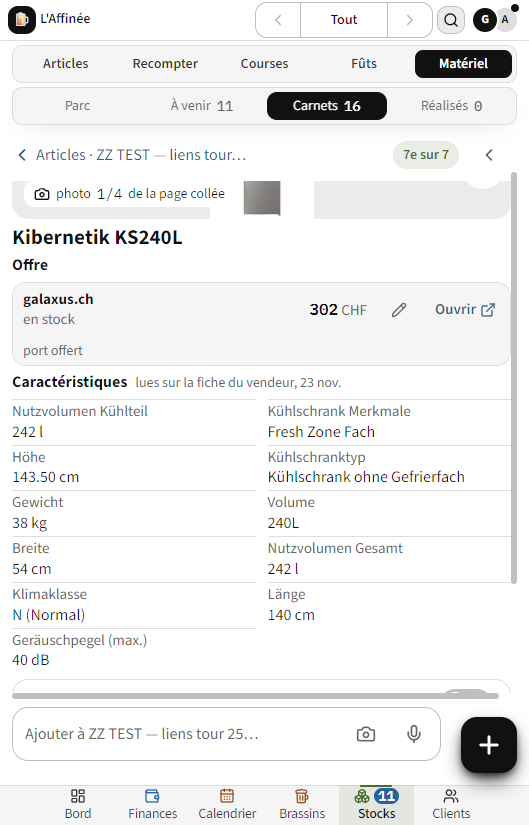 L'Affinée
Tout
G
A
Articles
Recompter
Courses
Fûts
Matériel
Parc
À venir 11
Carnets 16
Réalisés 0
Articles · ZZ TEST — liens tour…
7e sur 7
photo 1/4 de la page collée
Kibernetik KS240L
Offre
galaxus.ch
en stock
302 CHF
Ouvrir
port offert
Caractéristiques lues sur la fiche du vendeur, 23 nov.
Nutzvolumen Kühlteil
242 l
Kühlschrank Merkmale
Fresh Zone Fach
Höhe
143.50 cm
Kühlschranktyp
Kühlschrank ohne Gefrierfach
Gewicht
38 kg
Volume
240L
Breite
54 cm
Nutzvolumen Gesamt
242 l
Klimaklasse
N (Normal)
Länge
140 cm
Geräuschpegel (max.)
40 dB
Ajouter à ZZ TEST — liens tour 25…
Bord
Finances
Calendrier
Brassins
11
Stocks
Clients